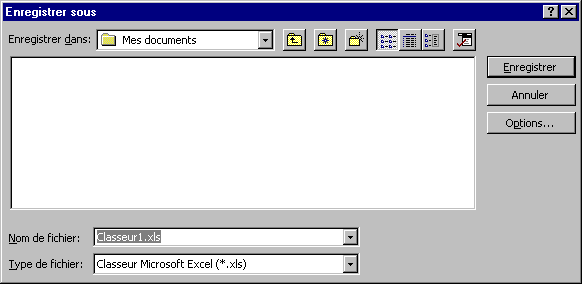 Enregistrer sous
Enregistrer dans: Mes documents
Enregistrer
Annuler
Options...
Nom de fichier: Classeur1.xls
Type de fichier: Classeur Microsoft Excel (*.xls)